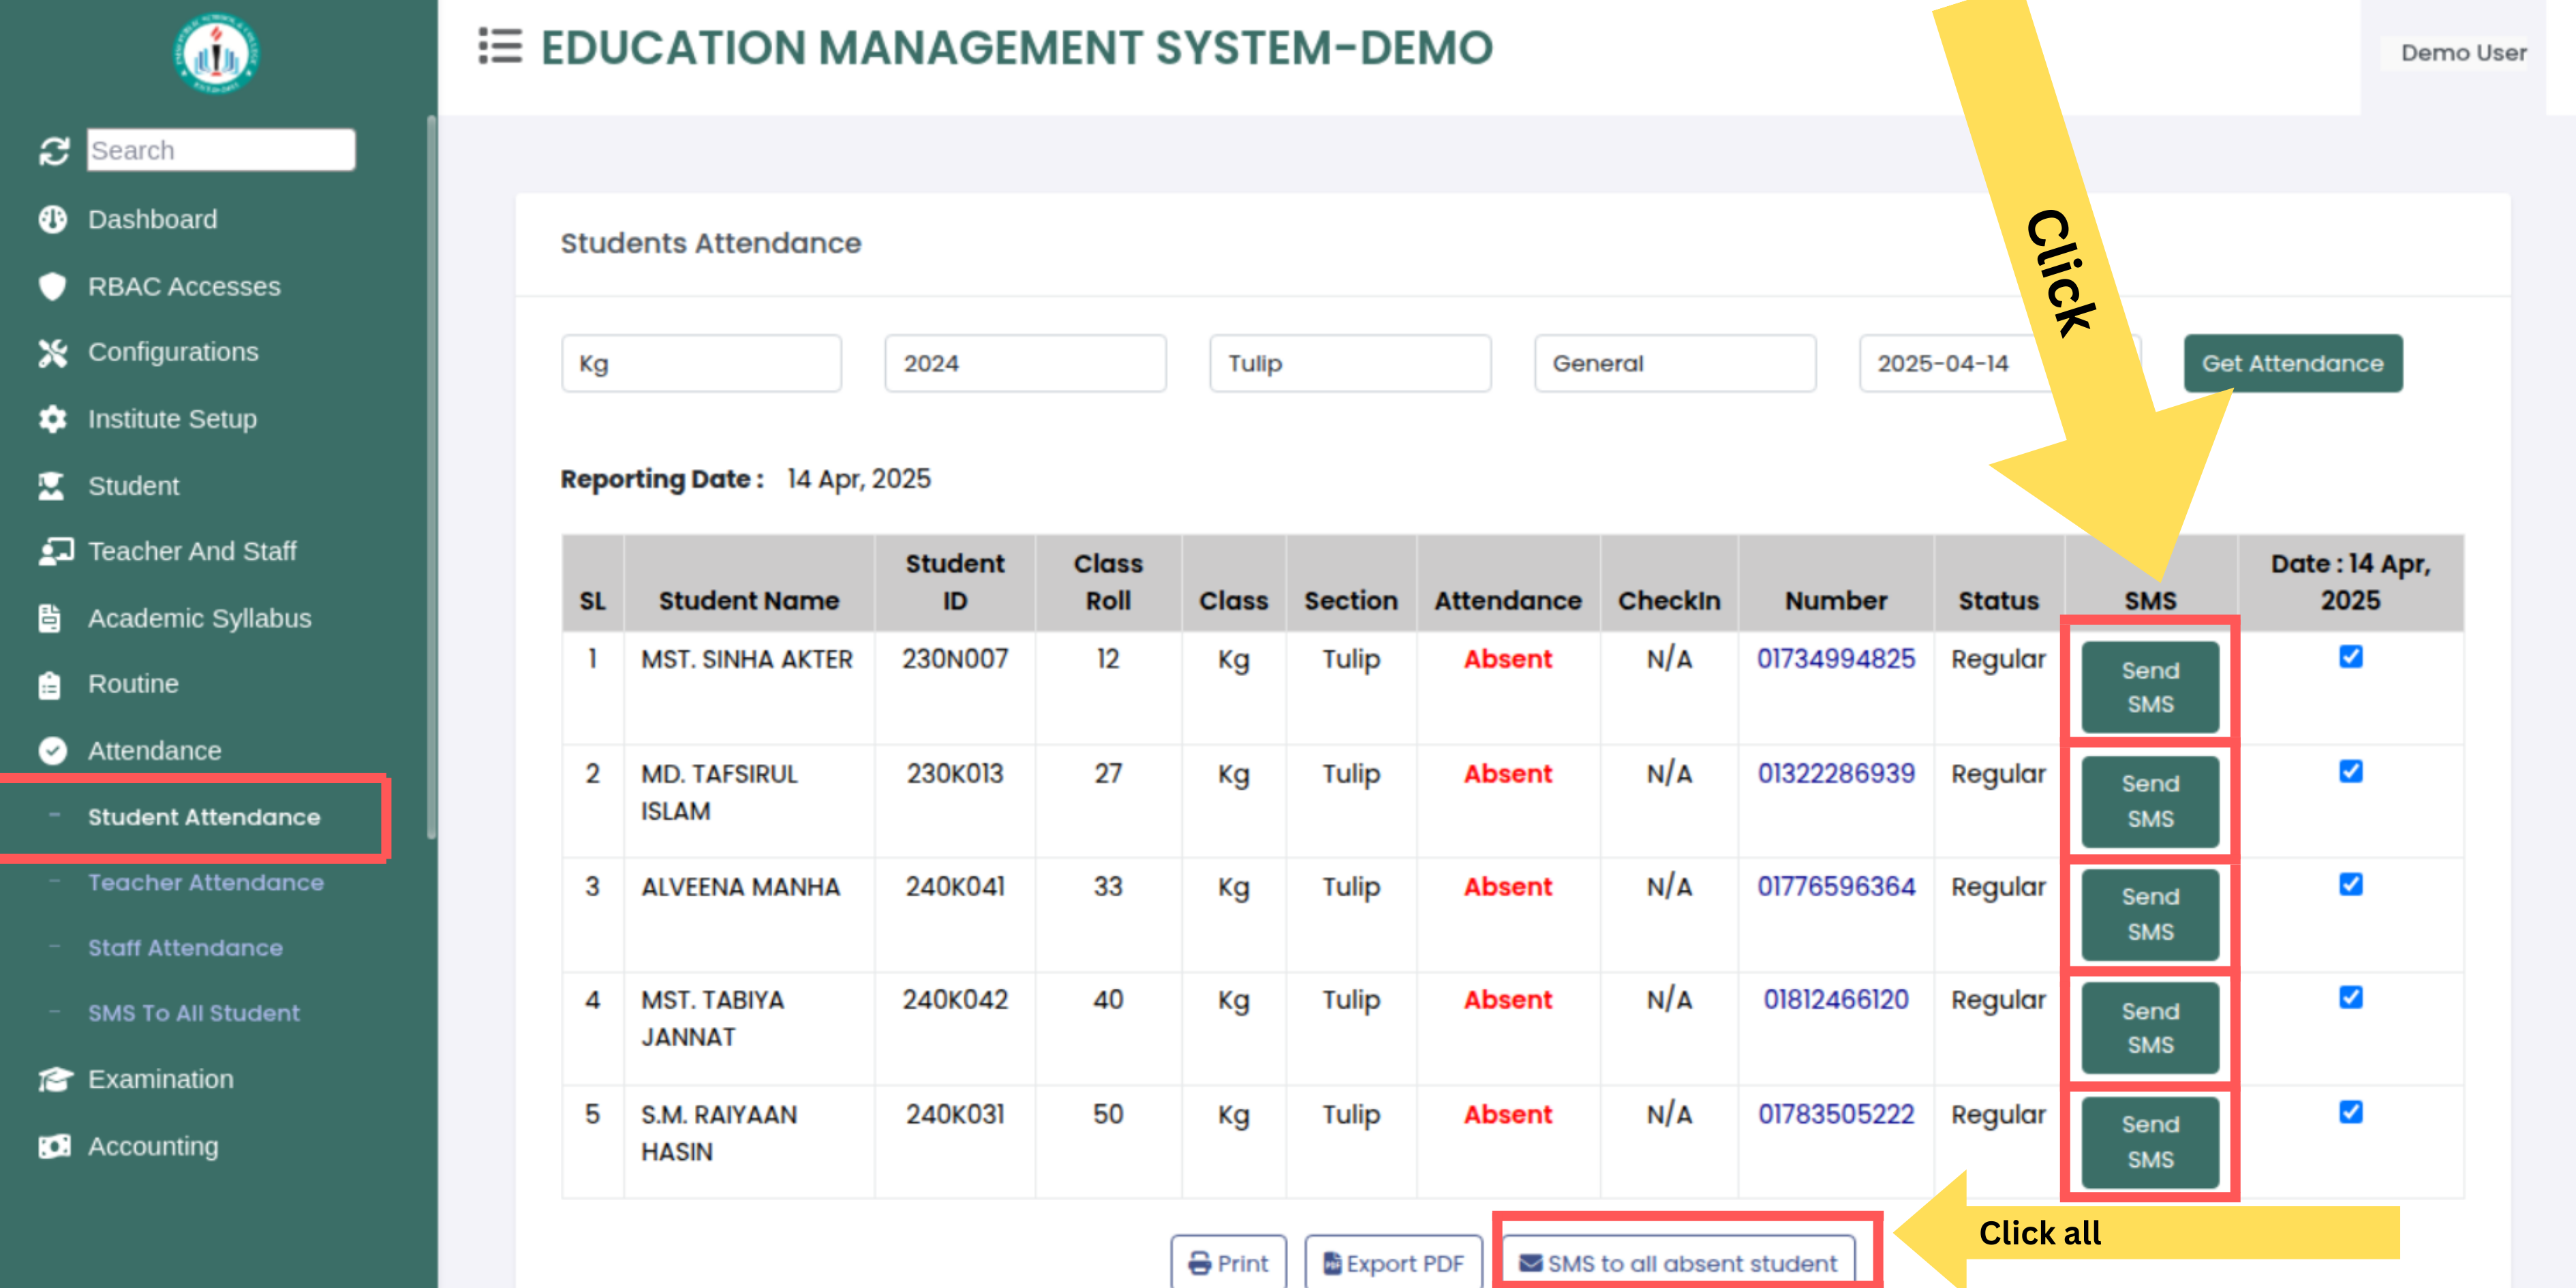 EDUCATION MANAGEMENT SYSTEM-DEMO
Demo User
Search
Dashboard
RBAC Accesses
Configurations
Institute Setup
Student
Teacher And Staff
Academic Syllabus
Routine
Attendance
- Student Attendance
- Teacher Attendance
- Staff Attendance
- SMS To All Student
Examination
Accounting
Click
Students Attendance
Kg 2024 Tulip General 2025-04-14 Get Attendance
Reporting Date : 14 Apr, 2025
SL Student Name Student ID Class Roll Class Section Attendance CheckIn Number Status SMS Date : 14 Apr, 2025
1 MST. SINHA AKTER 230N007 12 Kg Tulip Absent N/A 01734994825 Regular Send SMS
2 MD. TAFSIRUL ISLAM 230K013 27 Kg Tulip Absent N/A 01322286939 Regular Send SMS
3 ALVEENA MANHA 240K041 33 Kg Tulip Absent N/A 01776596364 Regular Send SMS
4 MST. TABIYA JANNAT 240K042 40 Kg Tulip Absent N/A 01812466120 Regular Send SMS
5 S.M. RAIYAAN HASIN 240K031 50 Kg Tulip Absent N/A 01783505222 Regular Send SMS
Print Export PDF SMS to all absent student
Click all